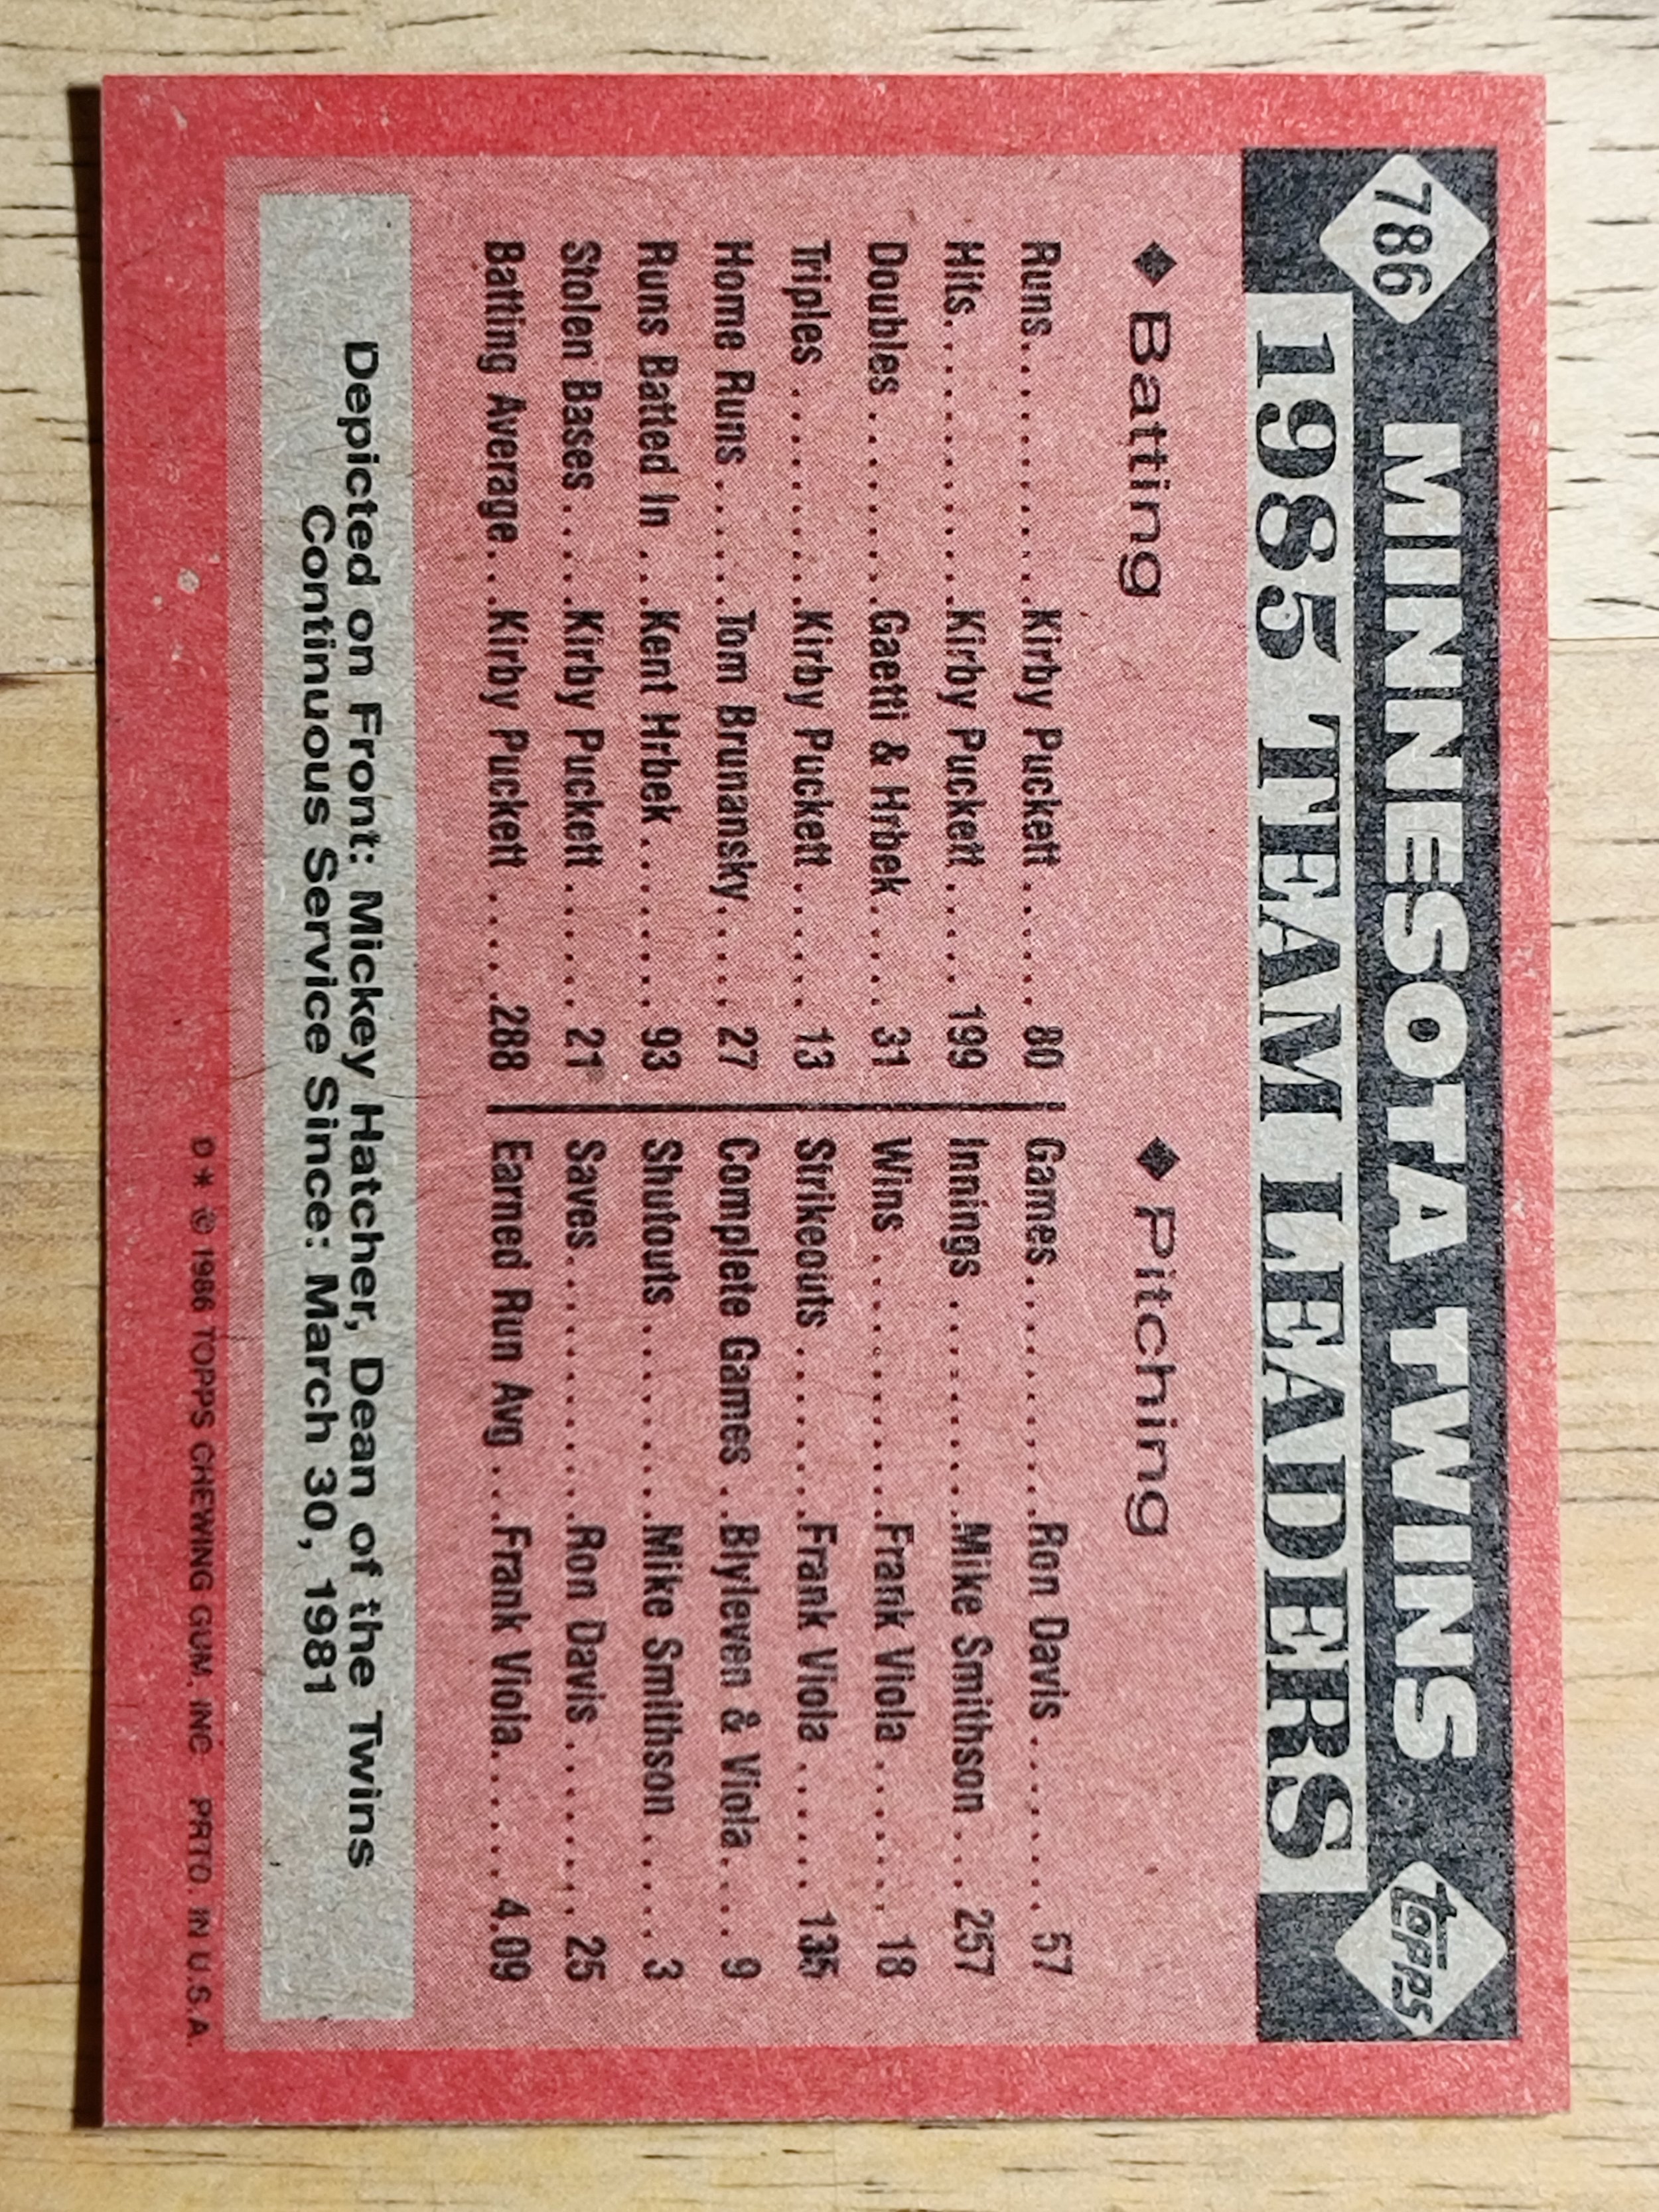 786 MINNESOTA TWINS topps
1985 TEAM LEADERS
◆ Batting
Runs............Kirby Puckett...... 80
Hits.............Kirby Puckett..... 199
Doubles .........Gaetti & Hrbek..... 31
Triples ..........Kirby Puckett...... 13
Home Runs ......Tom Brunansky..... 27
Runs Batted In ...Kent Hrbek......... 93
Stolen Bases.....Kirby Puckett....... 21
Batting Average...Kirby Puckett .....288
◆ Pitching
Games............Ron Davis ......... 57
Innings ..........Mike Smithson... 257
Wins .............Frank Viola ....... 18
Strikeouts ........Frank Viola ...... 135
Complete Games ..Blyleven & Viola.... 9
Shutouts ..........Mike Smithson..... 3
Saves.............Ron Davis ........ 25
Earned Run Avg ...Frank Viola....... 4.09
Depicted on Front: Mickey Hatcher, Dean of the Twins
Continuous Service Since: March 30, 1981
D* © 1986 TOPPS CHEWING GUM, INC. PRTD. IN U.S.A.